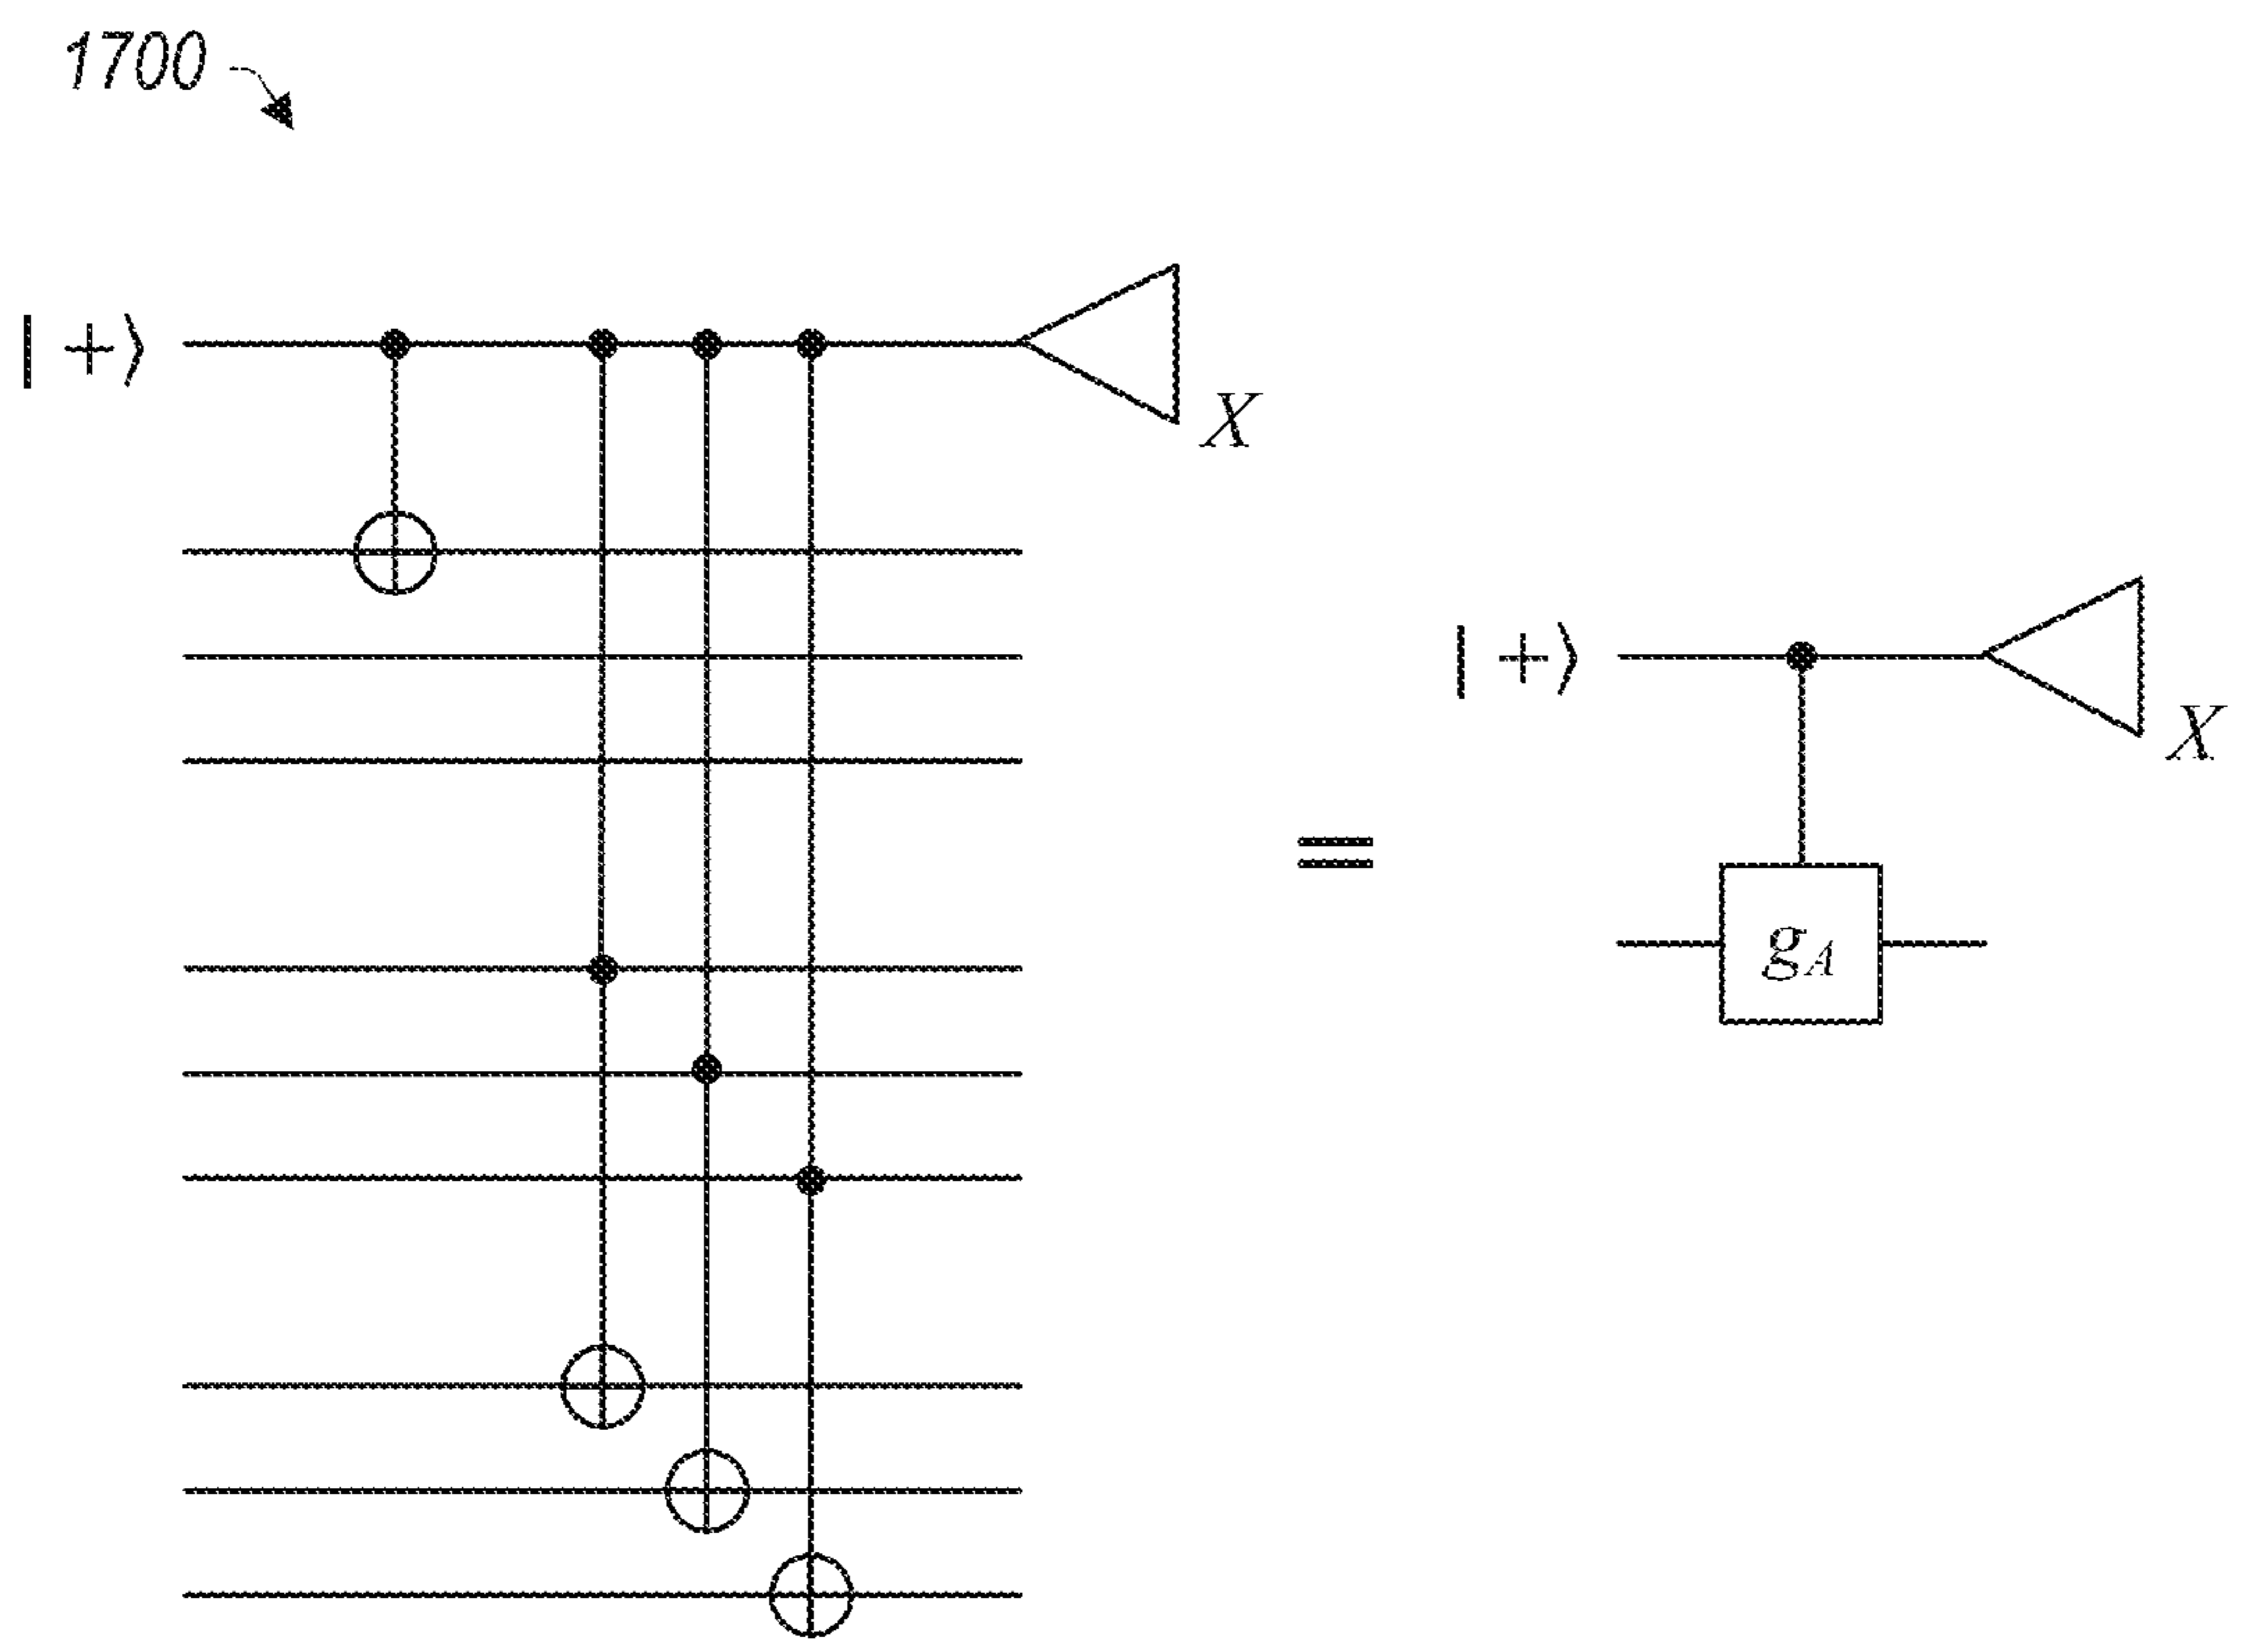 1700
|+⟩
X
=
|+⟩
X
g_A